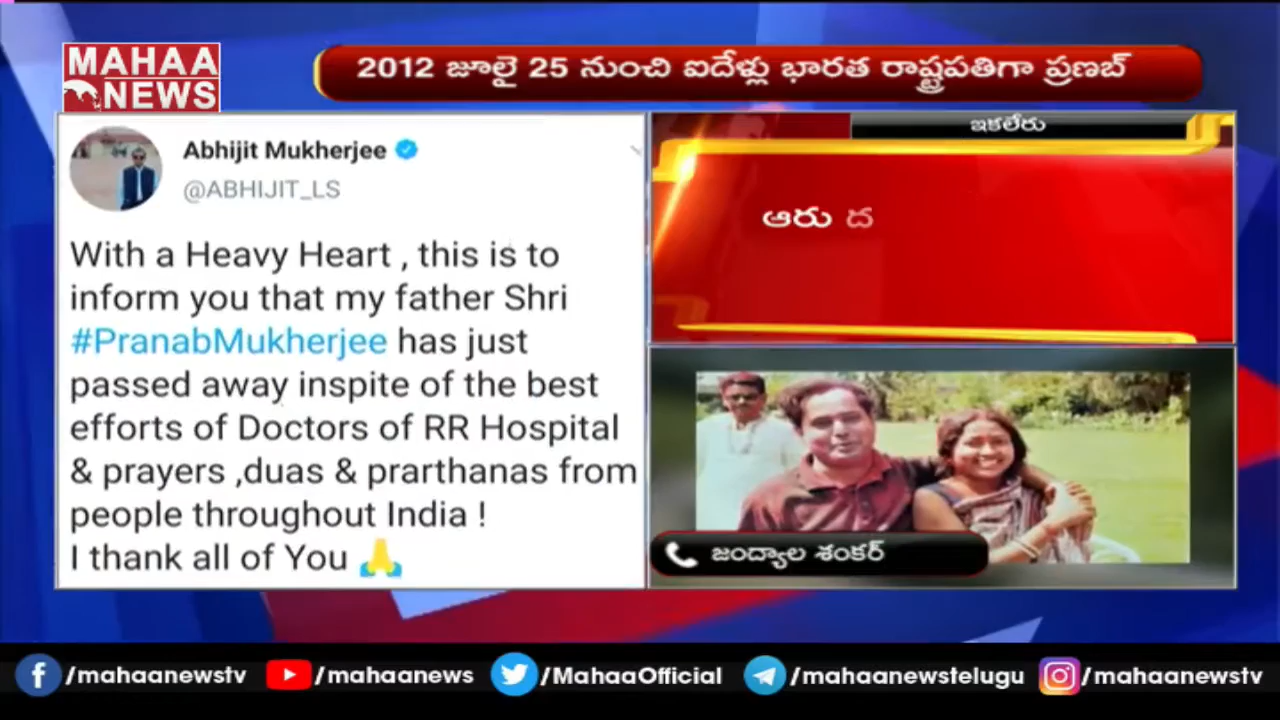 MAHAA
NEWS
2012 జూలై 25 నుంచి ఐదేళ్లు భారత రాష్ట్రపతిగా ప్రణబ్
Abhijit Mukherjee
@ABHIJIT_LS
With a Heavy Heart , this is to
inform you that my father Shri
#PranabMukherjee has just
passed away inspite of the best
efforts of Doctors of RR Hospital
& prayers ,duas & prarthanas from
people throughout India !
I thank all of You 🙏
ఇకలేరు
ఆరు ద
జంద్యాల శంకర్
/mahaanewstv
/mahaanews
/MahaaOfficial
/mahaanewstelugu
/mahaanewstv